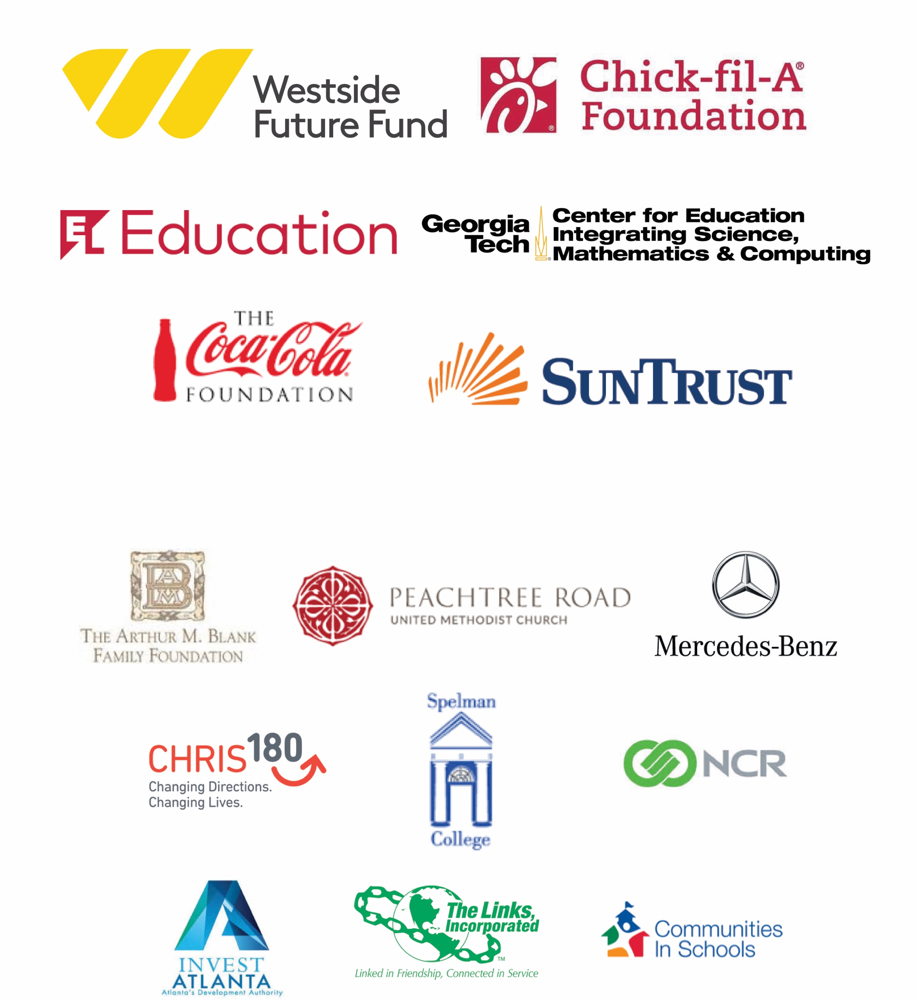 Westside
Future Fund
Chick-fil-A®
Foundation
®
EL Education
Georgia
Tech
®
Center for Education
Integrating Science,
Mathematics & Computing
THE
Coca-Cola
FOUNDATION
SUNTRUST
ABM
THE ARTHUR M. BLANK
FAMILY FOUNDATION
PEACHTREE ROAD
UNITED METHODIST CHURCH
Mercedes-Benz
CHRIS180
Changing Directions.
Changing Lives.
Spelman
College
NCR
INVEST
ATLANTA
Atlanta's Development Authority
The Links,
Incorporated
TM
Linked in Friendship, Connected in Service
Communities
In Schools